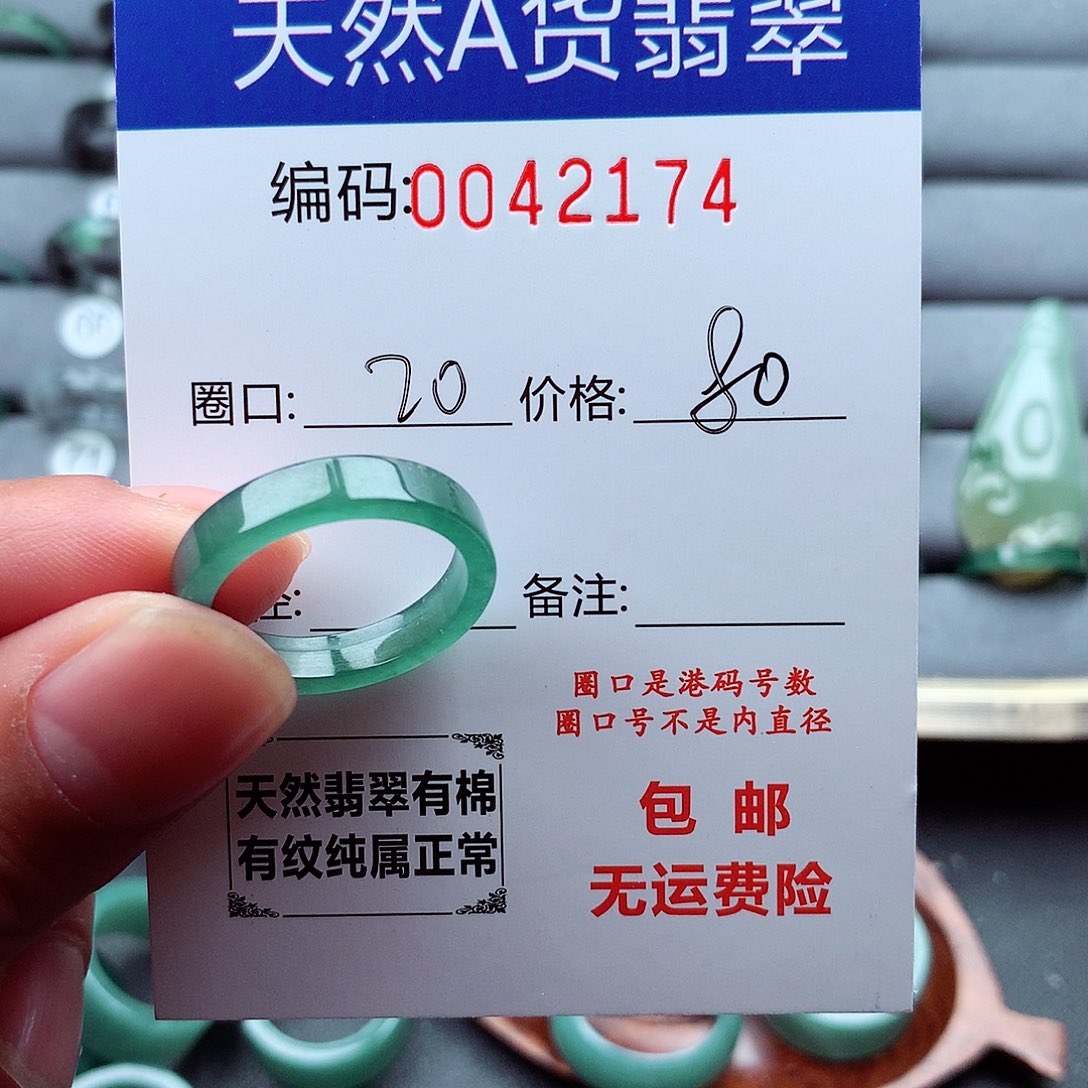 天然A货翡翠
编码:0042174
圈口: 20 价格: 80
径: 备注:
圈口是港码号数
圈口号不是内直径
天然翡翠有棉
有纹纯属正常
包 邮
无运费险